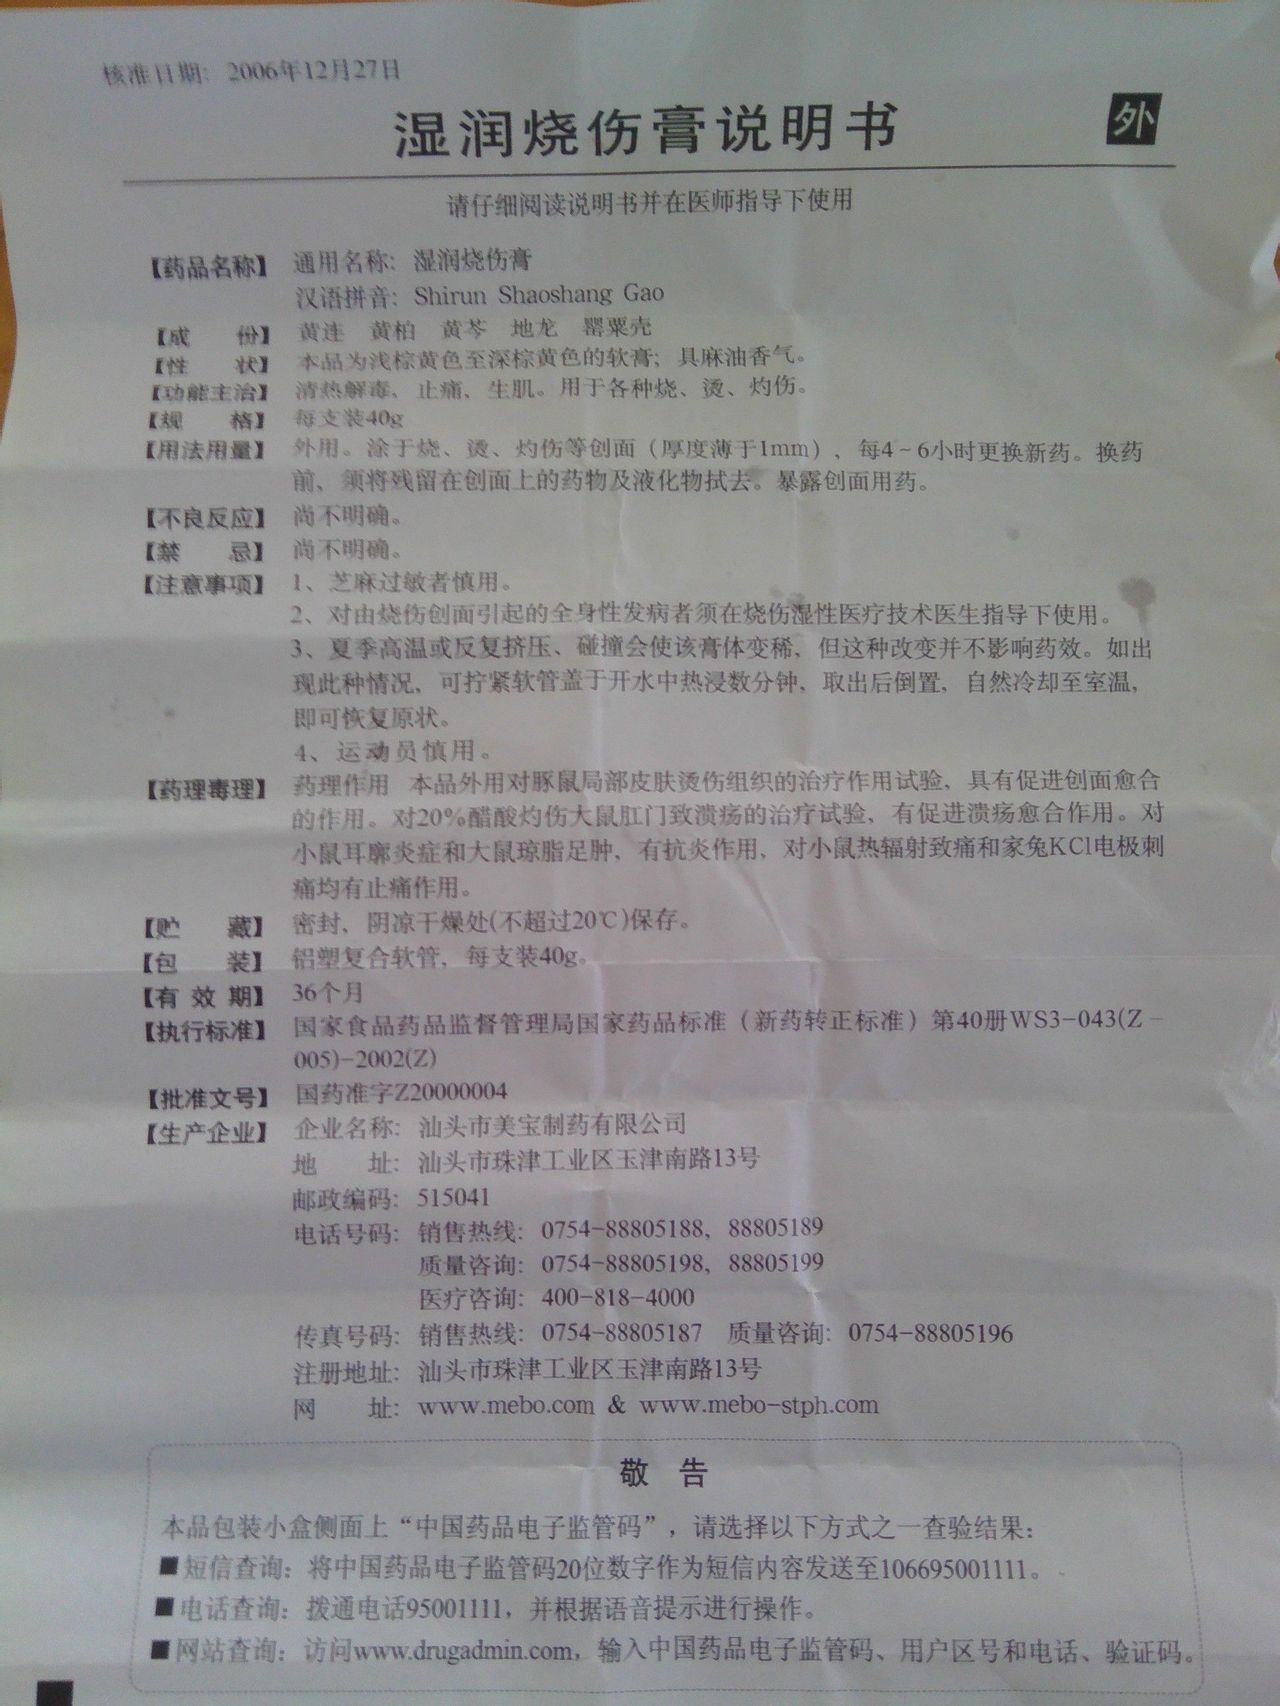 核准日期：2006年12月27日
湿润烧伤膏说明书
外
请仔细阅读说明书并在医师指导下使用
【药品名称】 通用名称：湿润烧伤膏
汉语拼音：Shirun Shaoshang Gao
【成 份】 黄连 黄柏 黄芩 地龙 罂粟壳
【性 状】 本品为浅棕黄色至深棕黄色的软膏；具麻油香气。
【功能主治】 清热解毒，止痛，生肌。用于各种烧、烫、灼伤。
【规 格】 每支装40g
【用法用量】 外用。涂于烧、烫、灼伤等创面（厚度薄于1mm），每4~6小时更换新药。换药
前，须将残留在创面上的药物及液化物拭去。暴露创面用药。
【不良反应】 尚不明确。
【禁 忌】 尚不明确。
【注意事项】 1、芝麻过敏者慎用。
2、对由烧伤创面引起的全身性发病者须在烧伤湿性医疗技术医生指导下使用。
3、夏季高温或反复挤压、碰撞会使该膏体变稀，但这种改变并不影响药效。如出
现此种情况，可拧紧软管盖于开水中热浸数分钟，取出后倒置，自然冷却至室温，
即可恢复原状。
4、运动员慎用。
【药理毒理】 药理作用 本品外用对豚鼠局部皮肤烫伤组织的治疗作用试验，具有促进创面愈合
的作用。对20%醋酸灼伤大鼠肛门致溃疡的治疗试验，有促进溃疡愈合作用。对
小鼠耳廓炎症和大鼠琼脂足肿，有抗炎作用，对小鼠热辐射致痛和家兔KCl电极刺
痛均有止痛作用。
【贮 藏】 密封，阴凉干燥处(不超过20℃)保存。
【包 装】 铝塑复合软管，每支装40g。
【有 效 期】 36个月
【执行标准】 国家食品药品监督管理局国家药品标准（新药转正标准）第40册WS3-043(Z-
005)-2002(Z)
【批准文号】 国药准字Z20000004
【生产企业】 企业名称：汕头市美宝制药有限公司
地 址：汕头市珠津工业区玉津南路13号
邮政编码：515041
电话号码：销售热线：0754-88805188，88805189
质量咨询：0754-88805198，88805199
医疗咨询：400-818-4000
传真号码：销售热线：0754-88805187 质量咨询：0754-88805196
注册地址：汕头市珠津工业区玉津南路13号
网 址：www.mebo.com & www.mebo-stph.com
敬 告
本品包装小盒侧面上“中国药品电子监管码”，请选择以下方式之一查验结果：
■短信查询：将中国药品电子监管码20位数字作为短信内容发送至106695001111。
■电话查询：拨通电话95001111，并根据语音提示进行操作。
■网站查询：访问www.drugadmin.com，输入中国药品电子监管码、用户区号和电话、验证码。